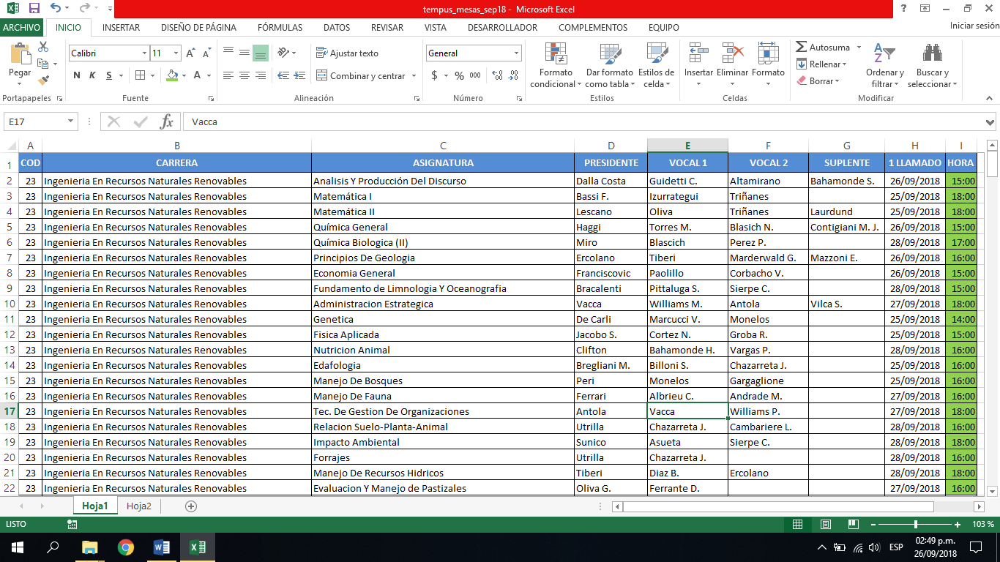 tempus_mesas_sep18 - Microsoft Excel
ARCHIVO INICIO INSERTAR DISEÑO DE PÁGINA FÓRMULAS DATOS REVISAR VISTA DESARROLLADOR COMPLEMENTOS EQUIPO Iniciar sesión
Calibri 11 Ajustar texto General Autosuma
Pegar N K S Combinar y centrar $ % 000 Formato condicional Dar formato como tabla Estilos de celda Insertar Eliminar Formato Rellenar Borrar Ordenar y filtrar Buscar y seleccionar
Portapapeles Fuente Alineación Número Estilos Celdas Modificar
E17 fx Vacca
A B C D E F G H I
1 COD CARRERA ASIGNATURA PRESIDENTE VOCAL 1 VOCAL 2 SUPLENTE 1 LLAMADO HORA
2 23 Ingenieria En Recursos Naturales Renovables Analisis Y Producción Del Discurso Dalla Costa Guidetti C. Altamirano Bahamonde S. 26/09/2018 15:00
3 23 Ingenieria En Recursos Naturales Renovables Matemática I Bassi F. Izurrategui Triñanes 25/09/2018 18:00
4 23 Ingenieria En Recursos Naturales Renovables Matemática II Lescano Oliva Triñanes Laurdund 25/09/2018 18:00
5 23 Ingenieria En Recursos Naturales Renovables Química General Haggi Torres M. Blasich N. Contigiani M. J. 26/09/2018 15:00
6 23 Ingenieria En Recursos Naturales Renovables Química Biologica (II) Miro Blascich Perez P. 28/09/2018 17:00
7 23 Ingenieria En Recursos Naturales Renovables Principios De Geologia Ercolano Tiberi Marderwald G. Mazzoni E. 26/09/2018 16:00
8 23 Ingenieria En Recursos Naturales Renovables Economia General Franciscovic Paolillo Corbacho V. 26/09/2018 15:00
9 23 Ingenieria En Recursos Naturales Renovables Fundamento de Limnologia Y Oceanografia Bracalenti Pittaluga S. Sierpe C. 28/09/2018 15:00
10 23 Ingenieria En Recursos Naturales Renovables Administracion Estrategica Vacca Williams M. Antola Vilca S. 27/09/2018 18:00
11 23 Ingenieria En Recursos Naturales Renovables Genetica De Carli Marcucci V. Monelos 25/09/2018 14:00
12 23 Ingenieria En Recursos Naturales Renovables Fisica Aplicada Jacobo S. Cortez N. Groba R. 25/09/2018 15:00
13 23 Ingenieria En Recursos Naturales Renovables Nutricion Animal Clifton Bahamonde H. Vargas P. 28/09/2018 16:00
14 23 Ingenieria En Recursos Naturales Renovables Edafologia Bregliani M. Billoni S. Chazarreta J. 25/09/2018 16:00
15 23 Ingenieria En Recursos Naturales Renovables Manejo De Bosques Peri Monelos Gargaglione 25/09/2018 16:00
16 23 Ingenieria En Recursos Naturales Renovables Manejo De Fauna Ferrari Albrieu C. Andrade M. 27/09/2018 16:00
17 23 Ingenieria En Recursos Naturales Renovables Tec. De Gestion De Organizaciones Antola Vacca Williams P. 27/09/2018 18:00
18 23 Ingenieria En Recursos Naturales Renovables Relacion Suelo-Planta-Animal Utrilla Chazarreta J. Cambariere L. 28/09/2018 16:00
19 23 Ingenieria En Recursos Naturales Renovables Impacto Ambiental Sunico Asueta Sierpe C. 28/09/2018 18:00
20 23 Ingenieria En Recursos Naturales Renovables Forrajes Utrilla Chazarreta J. 28/09/2018 16:00
21 23 Ingenieria En Recursos Naturales Renovables Manejo De Recursos Hidricos Tiberi Diaz B. Ercolano 28/09/2018 18:00
22 23 Ingenieria En Recursos Naturales Renovables Evaluacion Y Manejo de Pastizales Oliva G. Ferrante D. 27/09/2018 16:00
Hoja1 Hoja2
LISTO 103 %
ESP 02:49 p.m.
26/09/2018